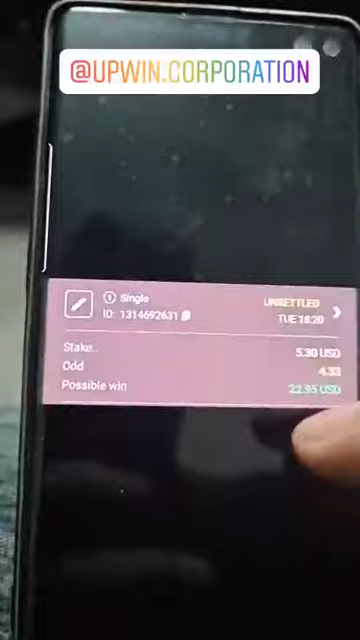 @UPWIN.CORPORATION
Single
UNSETTLED
ID: 1314692631
TUE 18:20
Stake..
5.30 USD
Odd
4.33
Possible win
22.95 USD